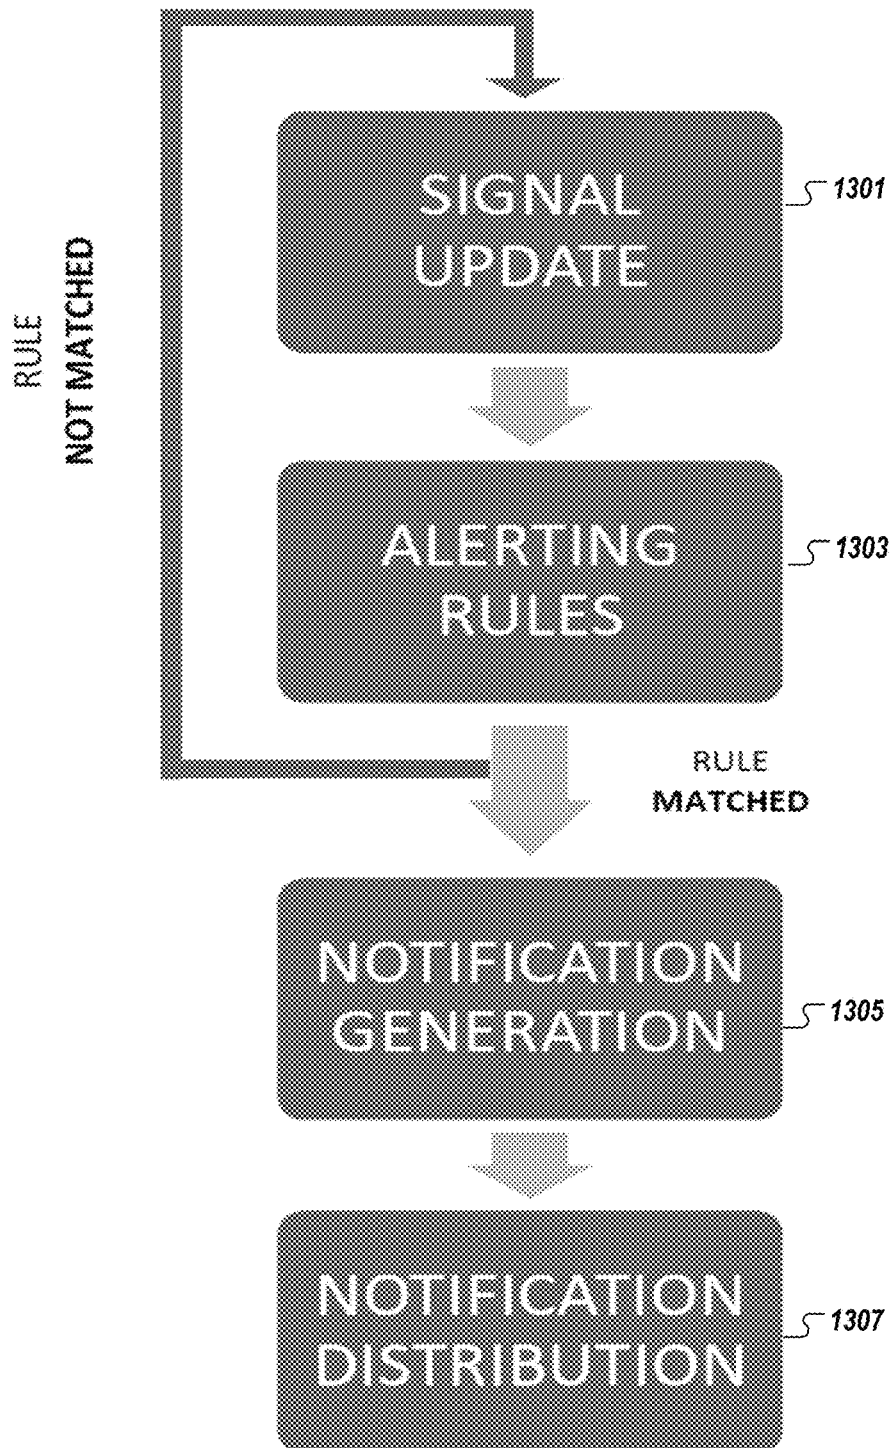 SIGNAL
UPDATE
1301
RULE
NOT MATCHED
ALERTING
RULES
1303
RULE
MATCHED
NOTIFICATION
GENERATION
1305
NOTIFICATION
DISTRIBUTION
1307